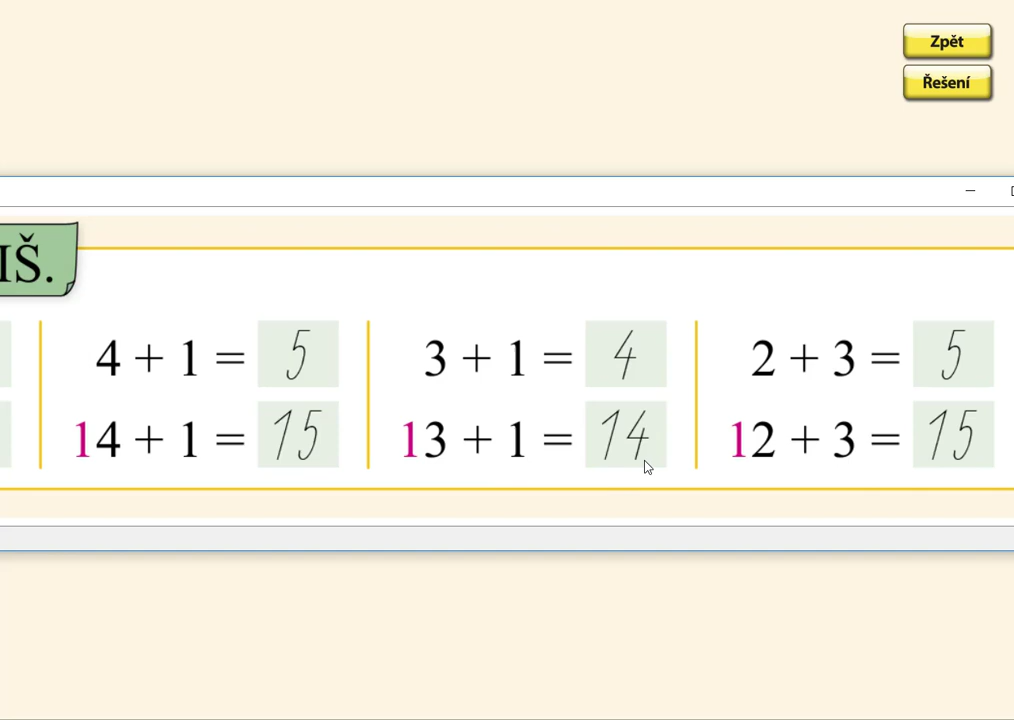 Zpět
Řešení
IŠ.
4 + 1 = 5
3 + 1 = 4
2 + 3 = 5
14 + 1 = 15
13 + 1 = 14
12 + 3 = 15